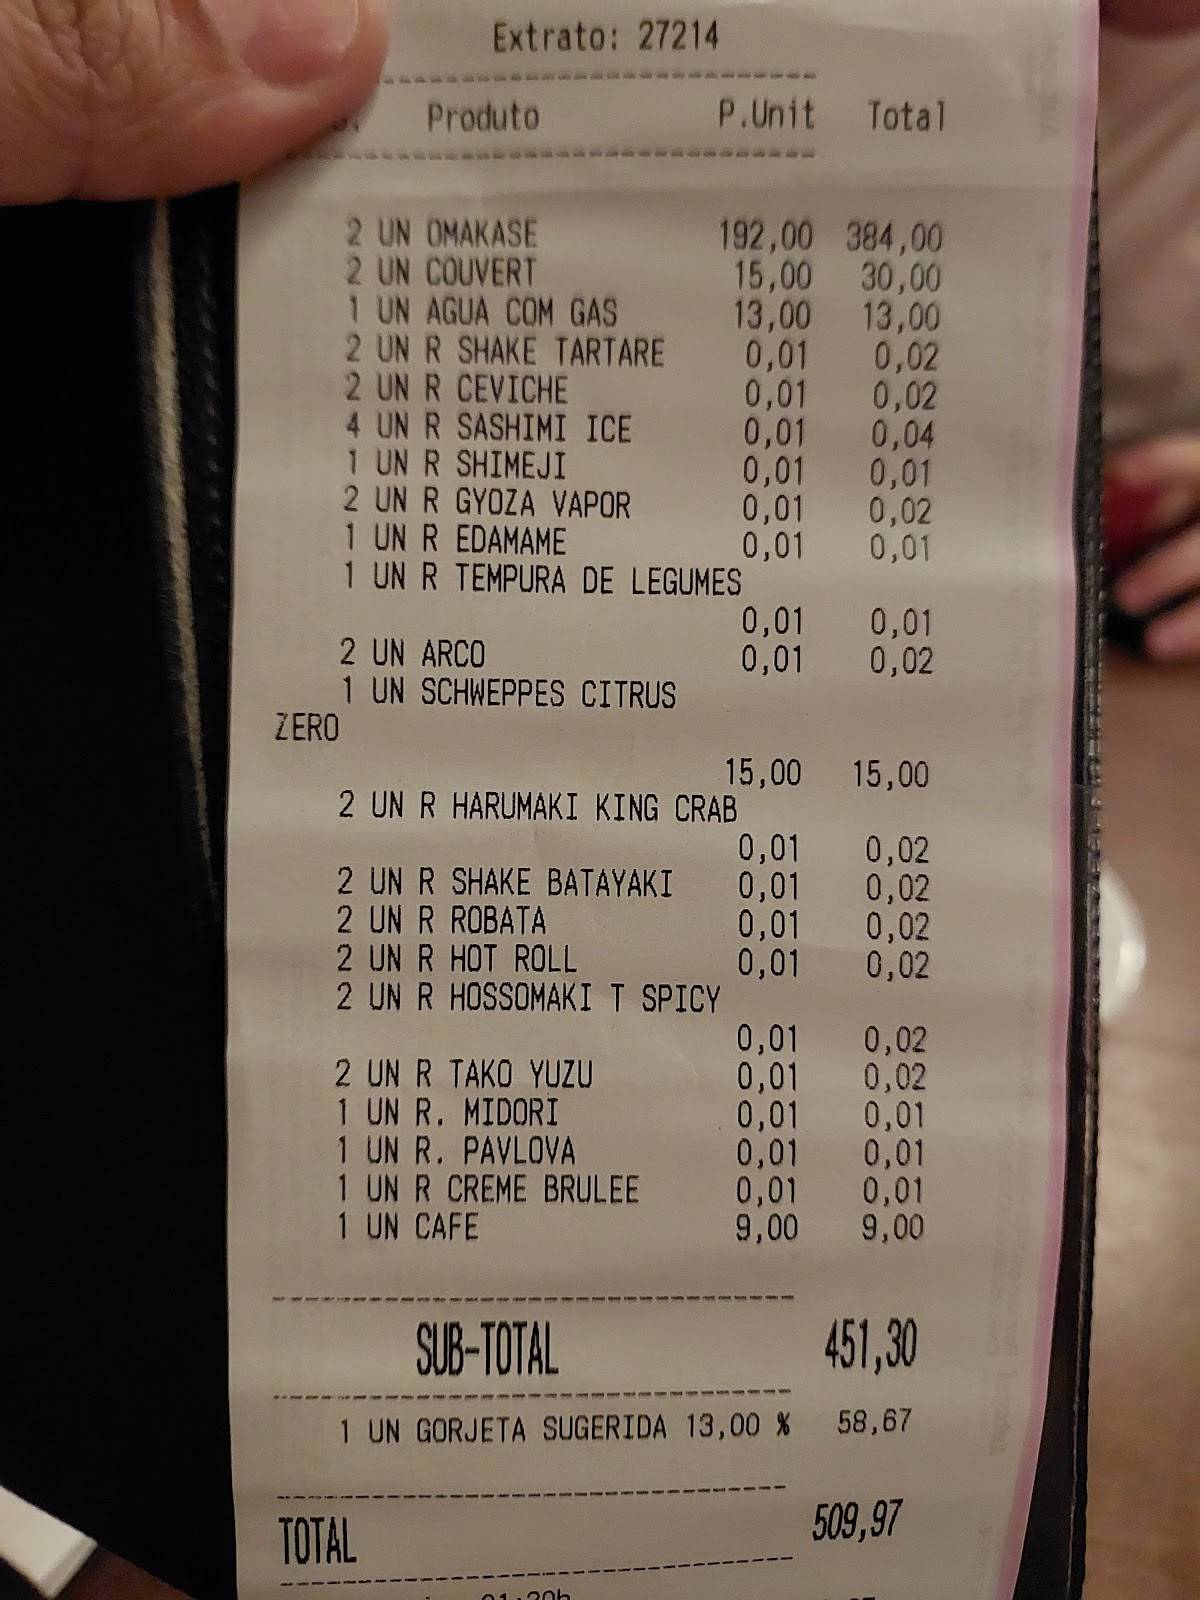 Extrato: 27214
Produto P.Unit Total
2 UN OMAKASE 192,00 384,00
2 UN COUVERT 15,00 30,00
1 UN AGUA COM GAS 13,00 13,00
2 UN R SHAKE TARTARE 0,01 0,02
2 UN R CEVICHE 0,01 0,02
4 UN R SASHIMI ICE 0,01 0,04
1 UN R SHIMEJI 0,01 0,01
2 UN R GYOZA VAPOR 0,01 0,02
1 UN R EDAMAME 0,01 0,01
1 UN R TEMPURA DE LEGUMES
0,01 0,01
2 UN ARCO 0,01 0,02
1 UN SCHWEPPES CITRUS
ZERO
15,00 15,00
2 UN R HARUMAKI KING CRAB
0,01 0,02
2 UN R SHAKE BATAYAKI 0,01 0,02
2 UN R ROBATA 0,01 0,02
2 UN R HOT ROLL 0,01 0,02
2 UN R HOSSOMAKI T SPICY
0,01 0,02
2 UN R TAKO YUZU 0,01 0,02
1 UN R. MIDORI 0,01 0,01
1 UN R. PAVLOVA 0,01 0,01
1 UN R CREME BRULEE 0,01 0,01
1 UN CAFE 9,00 9,00
SUB-TOTAL 451,30
1 UN GORJETA SUGERIDA 13,00 % 58,67
TOTAL 509,97